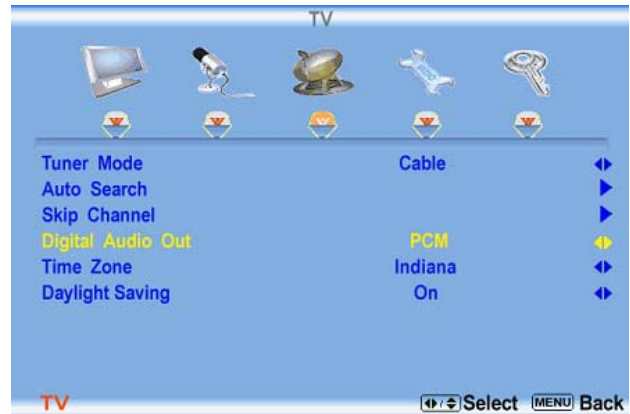 TV
Tuner Mode Cable
Auto Search
Skip Channel
Digital Audio Out PCM
Time Zone Indiana
Daylight Saving On
TV Select MENU Back